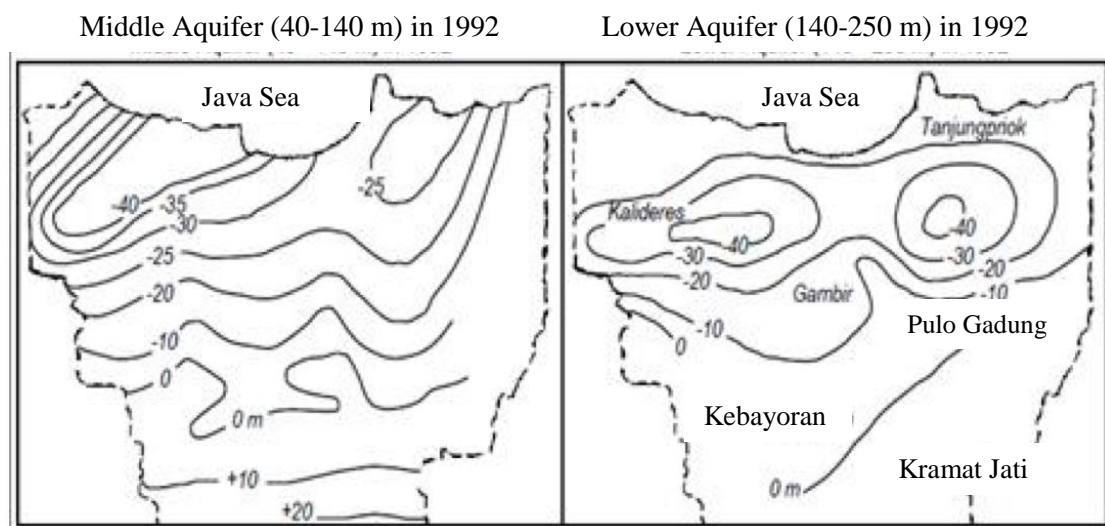 Middle Aquifer (40-140 m) in 1992
Lower Aquifer (140-250 m) in 1992
Java Sea
-25
-40
-35
-30
-25
-20
-10
0
0 m
+10
+20
Java Sea
Tanjungpnok
Kalideres
-40
-40
-30
-30
-20
-20
Gambir
-10
-10
0
Pulo Gadung
Kebayoran
Kramat Jati
0 m